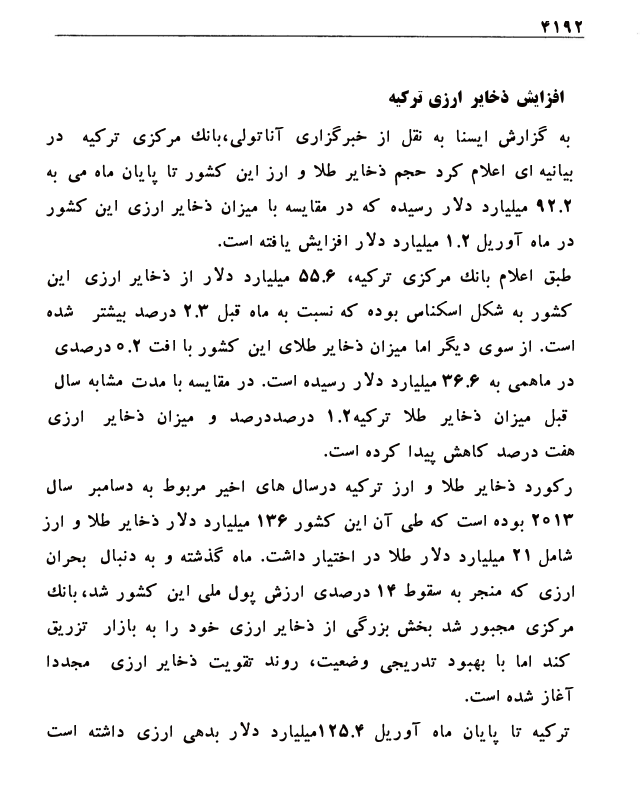 ۴۱۹۲
افزایش ذخایر ارزی ترکیه
به گزارش ایسنا به نقل از خبرگزاری آناتولی،بانك مرکزی ترکیه در
بیانیه ای اعلام کرد حجم ذخایر طلا و ارز این کشور تا پایان ماه می به
۹۲.۲ میلیارد دلار رسیده که در مقایسه با میزان ذخایر ارزی این کشور
در ماه آوریل ۱.۲ میلیارد دلار افزایش یافته است.
طبق اعلام بانك مرکزی ترکیه، ۵۵.۶ میلیارد دلار از ذخایر ارزی این
کشور به شکل اسکناس بوده که نسبت به ماه قبل ۲.۳ درصد بیشتر شده
است. از سوی دیگر اما میزان ذخایر طلای این کشور با افت ۰.۲ درصدی
در ماهمی به ۳۶.۶ میلیارد دلار رسیده است. در مقایسه با مدت مشابه سال
قبل میزان ذخایر طلا ترکیه۱.۲ درصددرصد و میزان ذخایر ارزی
هفت درصد کاهش پیدا کرده است.
رکورد ذخایر طلا و ارز ترکیه درسال های اخیر مربوط به دسامبر سال
۲۰۱۳ بوده است که طی آن این کشور ۱۳۶ میلیارد دلار ذخایر طلا و ارز
شامل ۲۱ میلیارد دلار طلا در اختیار داشت. ماه گذشته و به دنبال بحران
ارزی که منجر به سقوط ۱۴ درصدی ارزش پول ملی این کشور شد،بانك
مرکزی مجبور شد بخش بزرگی از ذخایر ارزی خود را به بازار تزریق
کند اما با بهبود تدریجی وضعیت، روند تقویت ذخایر ارزی مجددا
آغاز شده است.
ترکیه تا پایان ماه آوریل ۱۲۵.۴میلیارد دلار بدهی ارزی داشته است